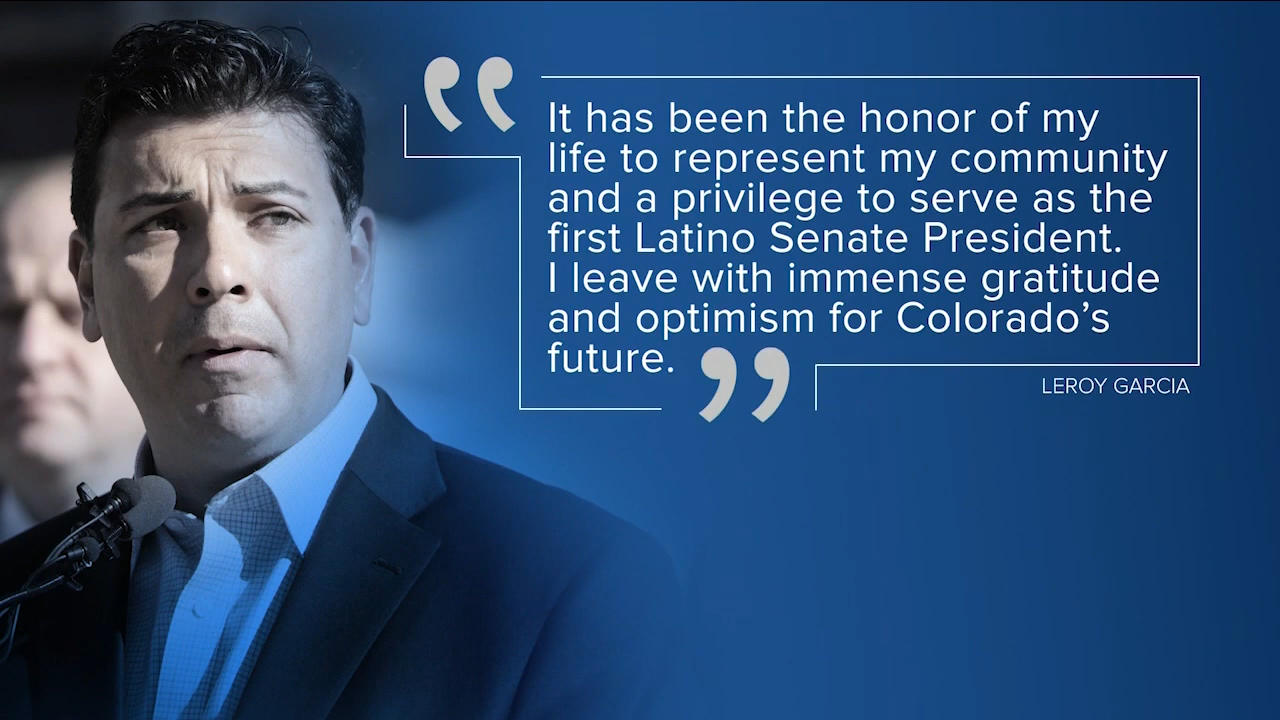 It has been the honor of my
life to represent my community
and a privilege to serve as the
first Latino Senate President.
I leave with immense gratitude
and optimism for Colorado’s
future.
LEROY GARCIA